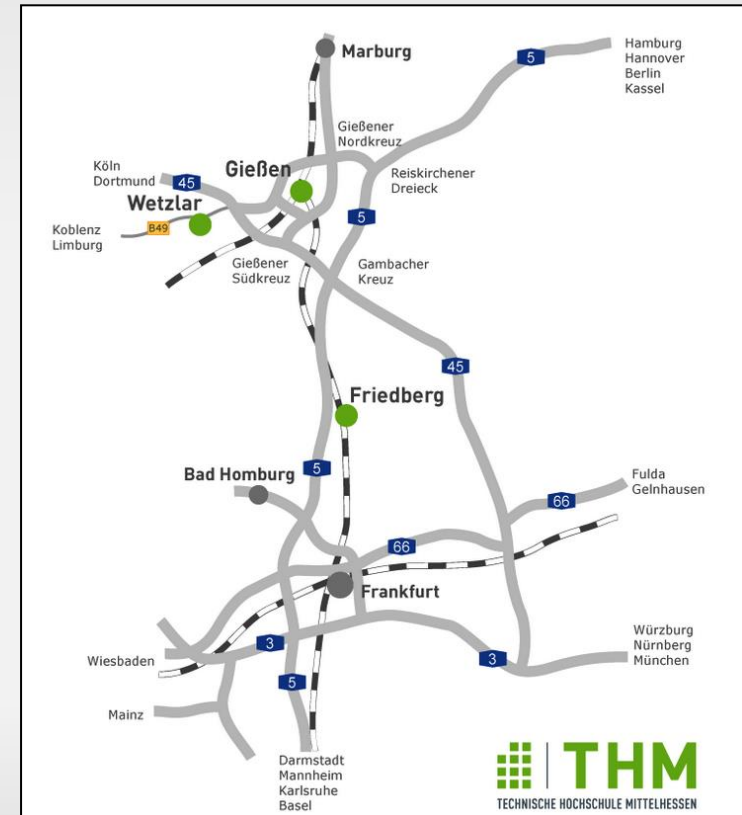 Marburg
5
Hamburg
Hannover
Berlin
Kassel
Gießener
Nordkreuz
Köln
Dortmund
45
Gießen
Reiskirchener
Dreieck
Wetzlar
B49
Koblenz
Limburg
5
Gießener
Südkreuz
Gambacher
Kreuz
45
Friedberg
5
Bad Homburg
Fulda
Gelnhausen
66
66
Frankfurt
Wiesbaden
3
3
Würzburg
Nürnberg
München
5
Mainz
Darmstadt
Mannheim
Karlsruhe
Basel
THM
TECHNISCHE HOCHSCHULE MITTELHESSEN